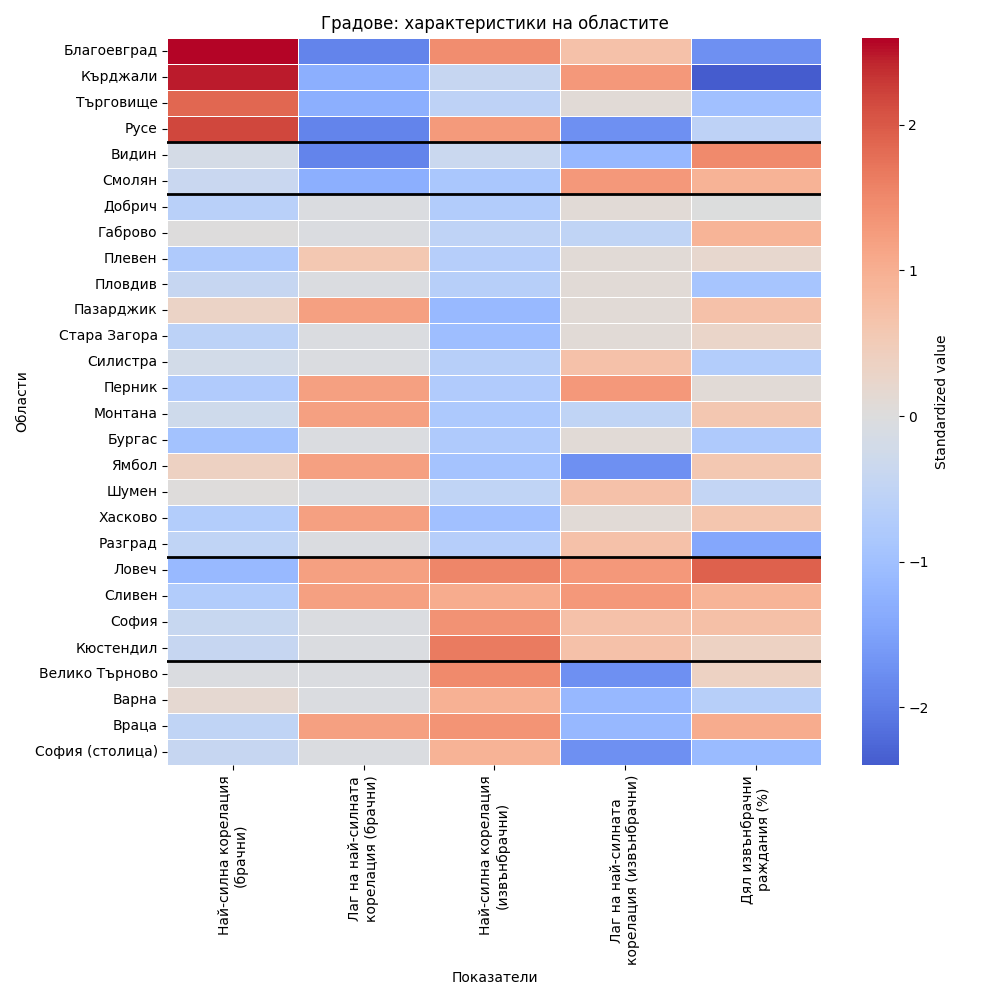 Градове: характеристики на областите
Области
Благоевград
Кърджали
Търговище
Русе
Видин
Смолян
Добрич
Габрово
Плевен
Пловдив
Пазарджик
Стара Загора
Силистра
Перник
Монтана
Бургас
Ямбол
Шумен
Хасково
Разград
Ловеч
Сливен
София
Кюстендил
Велико Търново
Варна
Враца
София (столица)
Най-силна корелация
(брачни)
Лаг на най-силната
корелация (брачни)
Най-силна корелация
(извънбрачни)
Лаг на най-силната
корелация (извънбрачни)
Дял извънбрачни
раждания (%)
Показатели
2
1
0
−1
−2
Standardized value